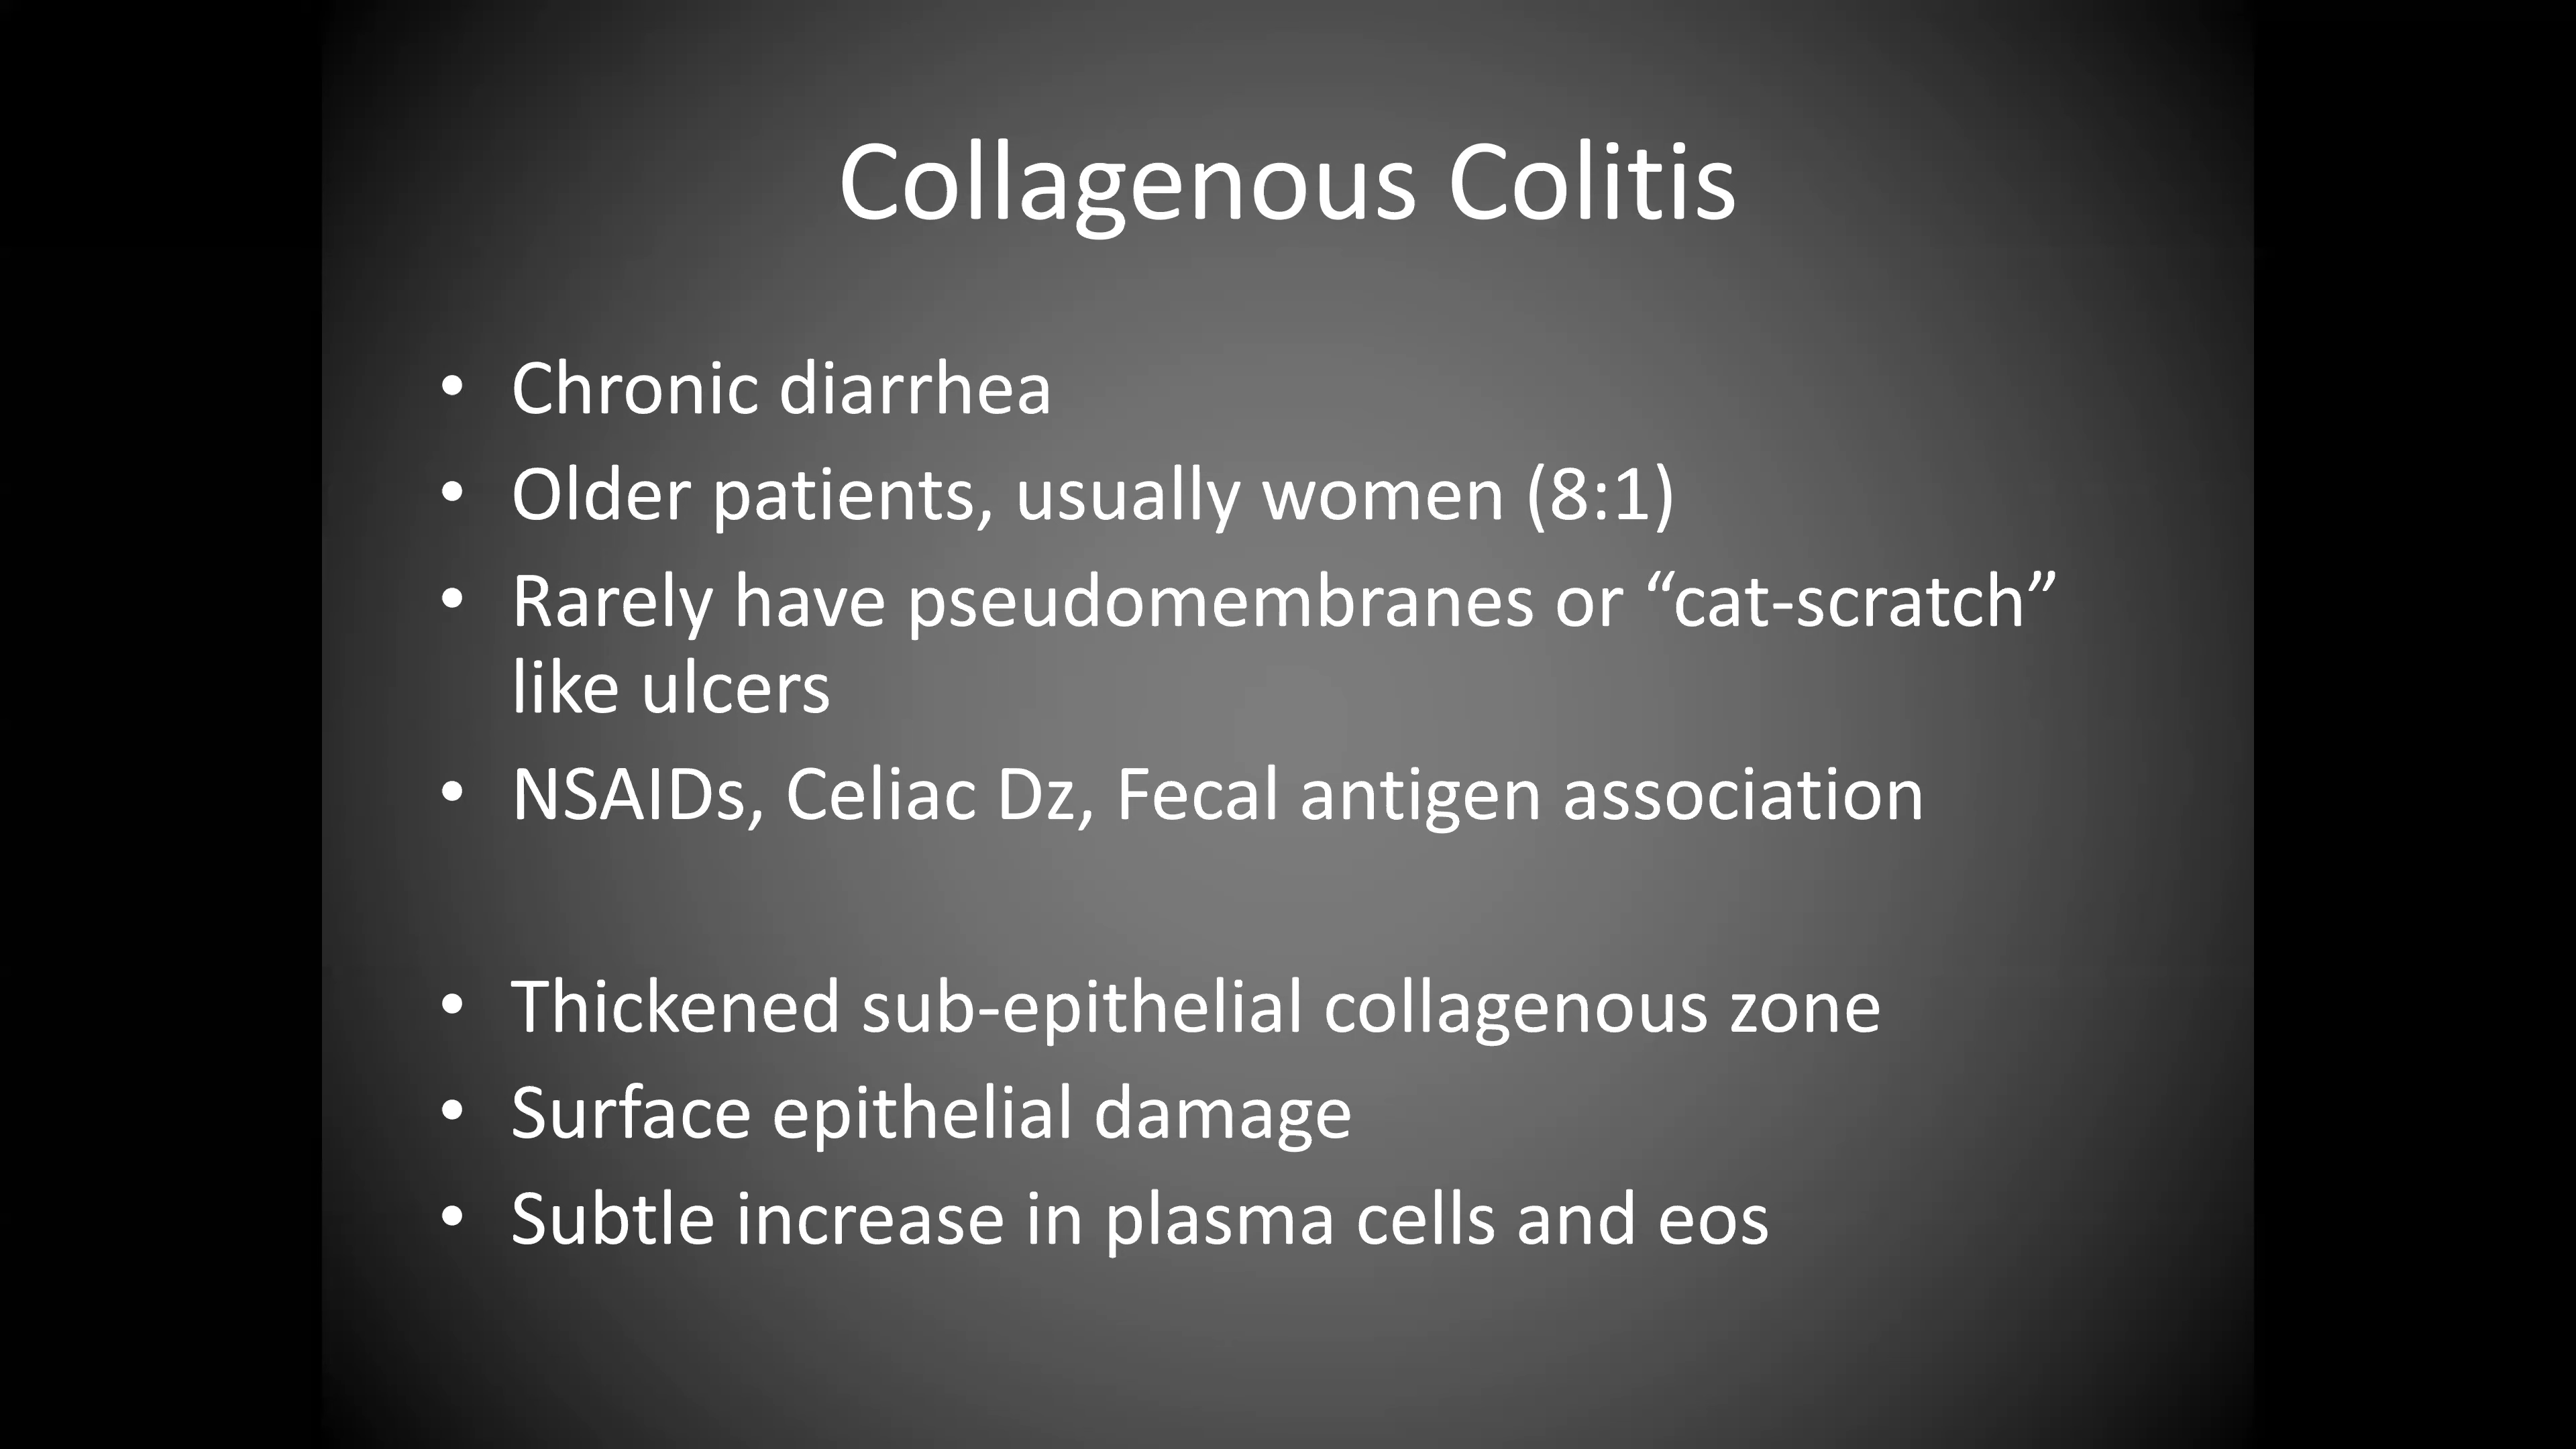 Collagenous Colitis
• Chronic diarrhea
• Older patients, usually women (8:1)
• Rarely have pseudomembranes or “cat-scratch”
like ulcers
• NSAIDs, Celiac Dz, Fecal antigen association
• Thickened sub-epithelial collagenous zone
• Surface epithelial damage
• Subtle increase in plasma cells and eos